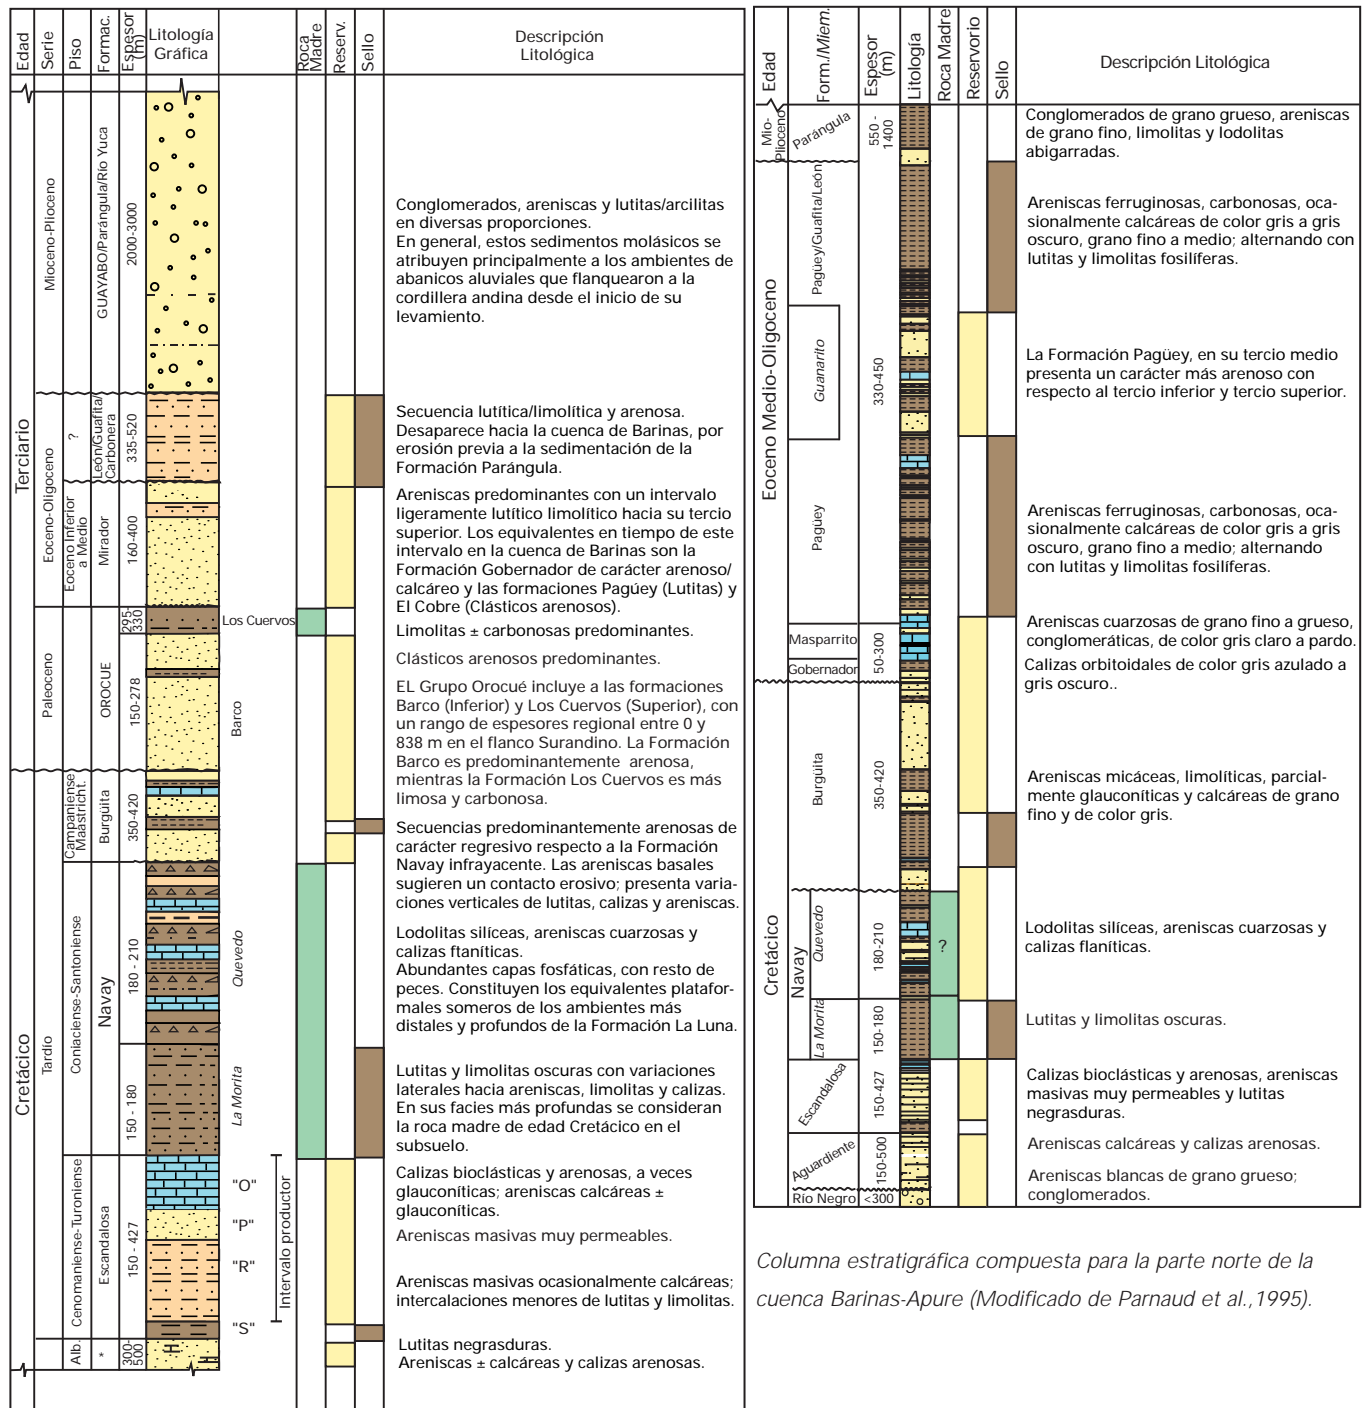 Edad
Serie
Piso
Formac.
Espesor (m)
Litología
Gráfica
Roca
Madre
Reserv.
Sello
Descripción
Litológica
Terciario
Mioceno-Plioceno
GUAYABO/Parángula/Río Yuca
2000-3000
Conglomerados, areniscas y lutitas/arcilitas
en diversas proporciones.
En general, estos sedimentos molásicos se
atribuyen principalmente a los ambientes de
abanicos aluviales que flanquearon a la
cordillera andina desde el inicio de su
levamiento.
Eoceno-Oligoceno
?
León/Guafita/
Carbonera
335-520
Secuencia lutítica/limolítica y arenosa.
Desaparece hacia la cuenca de Barinas, por
erosión previa a la sedimentación de la
Formación Parángula.
Eoceno Inferior
a Medio
Mirador
160-400
Areniscas predominantes con un intervalo
ligeramente lutítico limolítico hacia su tercio
superior. Los equivalentes en tiempo de este
intervalo en la cuenca de Barinas son la
Formación Gobernador de carácter arenoso/
calcáreo y las formaciones Pagúey (Lutitas) y
El Cobre (Clásticos arenosos).
Paleoceno
OROCUE
295-
330
Los Cuervos
Limolitas ± carbonosas predominantes.
150-278
Barco
Clásticos arenosos predominantes.
EL Grupo Orocué incluye a las formaciones
Barco (Inferior) y Los Cuervos (Superior), con
un rango de espesores regional entre 0 y
838 m en el flanco Surandino. La Formación
Barco es predominantemente arenosa,
mientras la Formación Los Cuervos es más
limosa y carbonosa.
Cretácico
Tardío
Campaniense
Maastricht.
Burgüita
350-420
Secuencias predominantemente arenosas de
carácter regresivo respecto a la Formación
Navay infrayacente. Las areniscas basales
sugieren un contacto erosivo; presenta varia-
ciones verticales de lutitas, calizas y areniscas.
Coniaciense-Santoniense
Navay
180 - 210
Quevedo
Lodolitas silíceas, areniscas cuarzosas y
calizas ftaníticas.
Abundantes capas fosfáticas, con resto de
peces. Constituyen los equivalentes platafor-
males someros de los ambientes más
distales y profundos de la Formación La Luna.
150 - 180
La Morita
Lutitas y limolitas oscuras con variaciones
laterales hacia areniscas, limolitas y calizas.
En sus facies más profundas se consideran
la roca madre de edad Cretácico en el
subsuelo.
Cenomaniense-Turoniense
Escandalosa
150 - 427
"O"
"P"
"R"
"S"
Intervalo productor
Calizas bioclásticas y arenosas, a veces
glauconíticas; areniscas calcáreas ±
glauconíticas.
Areniscas masivas muy permeables.
Areniscas masivas ocasionalmente calcáreas;
intercalaciones menores de lutitas y limolitas.
Alb.
*
300-
500
Lutitas negrasduras.
Areniscas ± calcáreas y calizas arenosas.
Edad
Form./Miem.
Espesor
(m)
Litología
Roca Madre
Reservorio
Sello
Descripción Litológica
Mio-
Plioceno
Parángula
550 -
1400
Conglomerados de grano grueso, areniscas
de grano fino, limolitas y lodolitas
abigarradas.
Eoceno Medio-Oligoceno
Pagüey/Guafita/León
Areniscas ferruginosas, carbonosas, oca-
sionalmente calcáreas de color gris a gris
oscuro, grano fino a medio; alternando con
lutitas y limolitas fosilíferas.
Guanarito
330-450
La Formación Pagüey, en su tercio medio
presenta un carácter más arenoso con
respecto al tercio inferior y tercio superior.
Pagüey
Areniscas ferruginosas, carbonosas, oca-
sionalmente calcáreas de color gris a gris
oscuro, grano fino a medio; alternando
con lutitas y limolitas fosilíferas.
Masparrito
Gobernador
50-300
Areniscas cuarzosas de grano fino a grueso,
conglomeráticas, de color gris claro a pardo.
Calizas orbitoidales de color gris azulado a
gris oscuro..
Cretácico
Burgüita
350-420
Areniscas micáceas, limolíticas, parcial-
mente glauconíticas y calcáreas de grano
fino y de color gris.
Navay
Quevedo
180-210
?
Lodolitas silíceas, areniscas cuarzosas y
calizas ftaníticas.
La Morita
150-180
Lutitas y limolitas oscuras.
Escandalosa
150-427
Calizas bioclásticas y arenosas, areniscas
masivas muy permeables y lutitas
negrasduras.
Aguardiente
150-500
Areniscas calcáreas y calizas arenosas.
Río Negro
<300
Areniscas blancas de grano grueso;
conglomerados.
Columna estratigráfica compuesta para la parte norte de la
cuenca Barinas-Apure (Modificado de Parnaud et al.,1995).